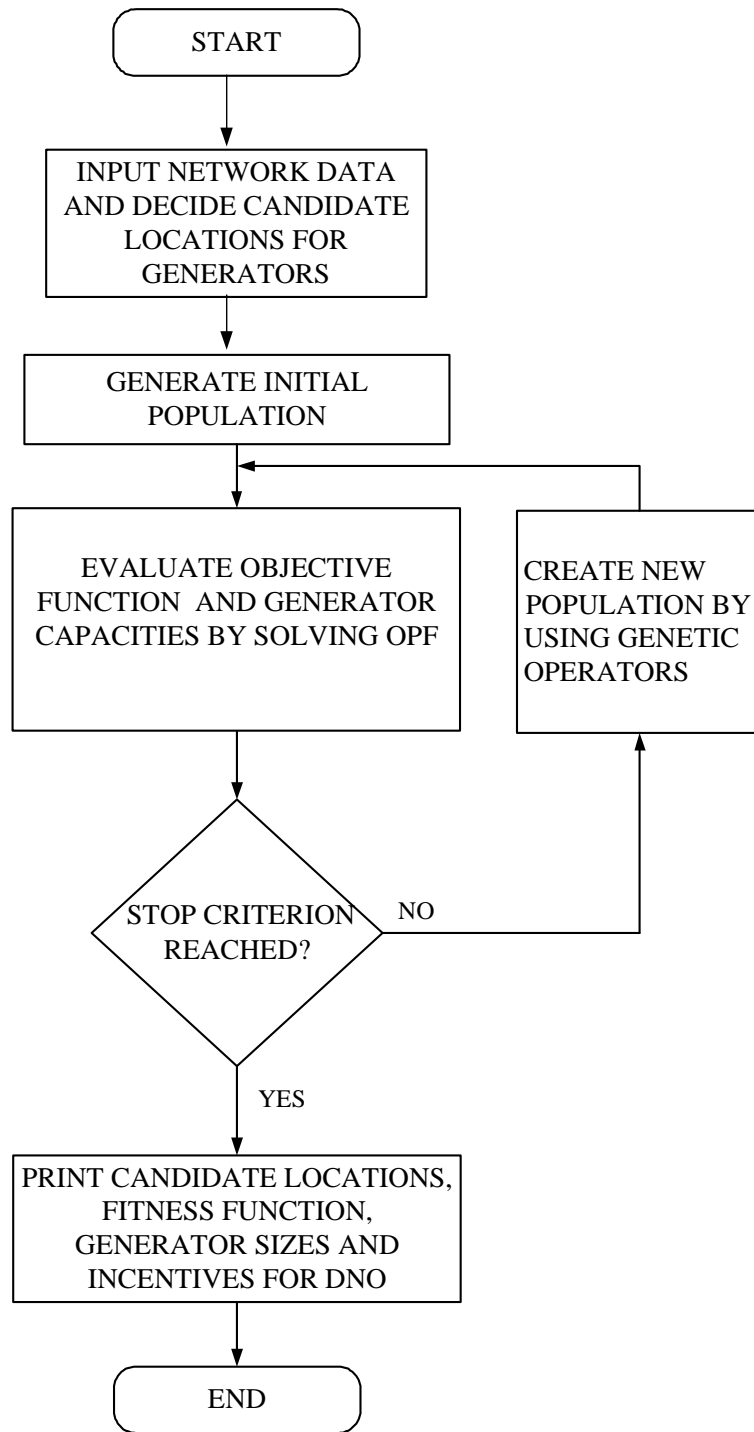 START
INPUT NETWORK DATA
AND DECIDE CANDIDATE
LOCATIONS FOR
GENERATORS
GENERATE INITIAL
POPULATION
EVALUATE OBJECTIVE
FUNCTION AND GENERATOR
CAPACITIES BY SOLVING OPF
CREATE NEW
POPULATION BY
USING GENETIC
OPERATORS
STOP CRITERION
REACHED?
NO
YES
PRINT CANDIDATE LOCATIONS,
FITNESS FUNCTION,
GENERATOR SIZES AND
INCENTIVES FOR DNO
END